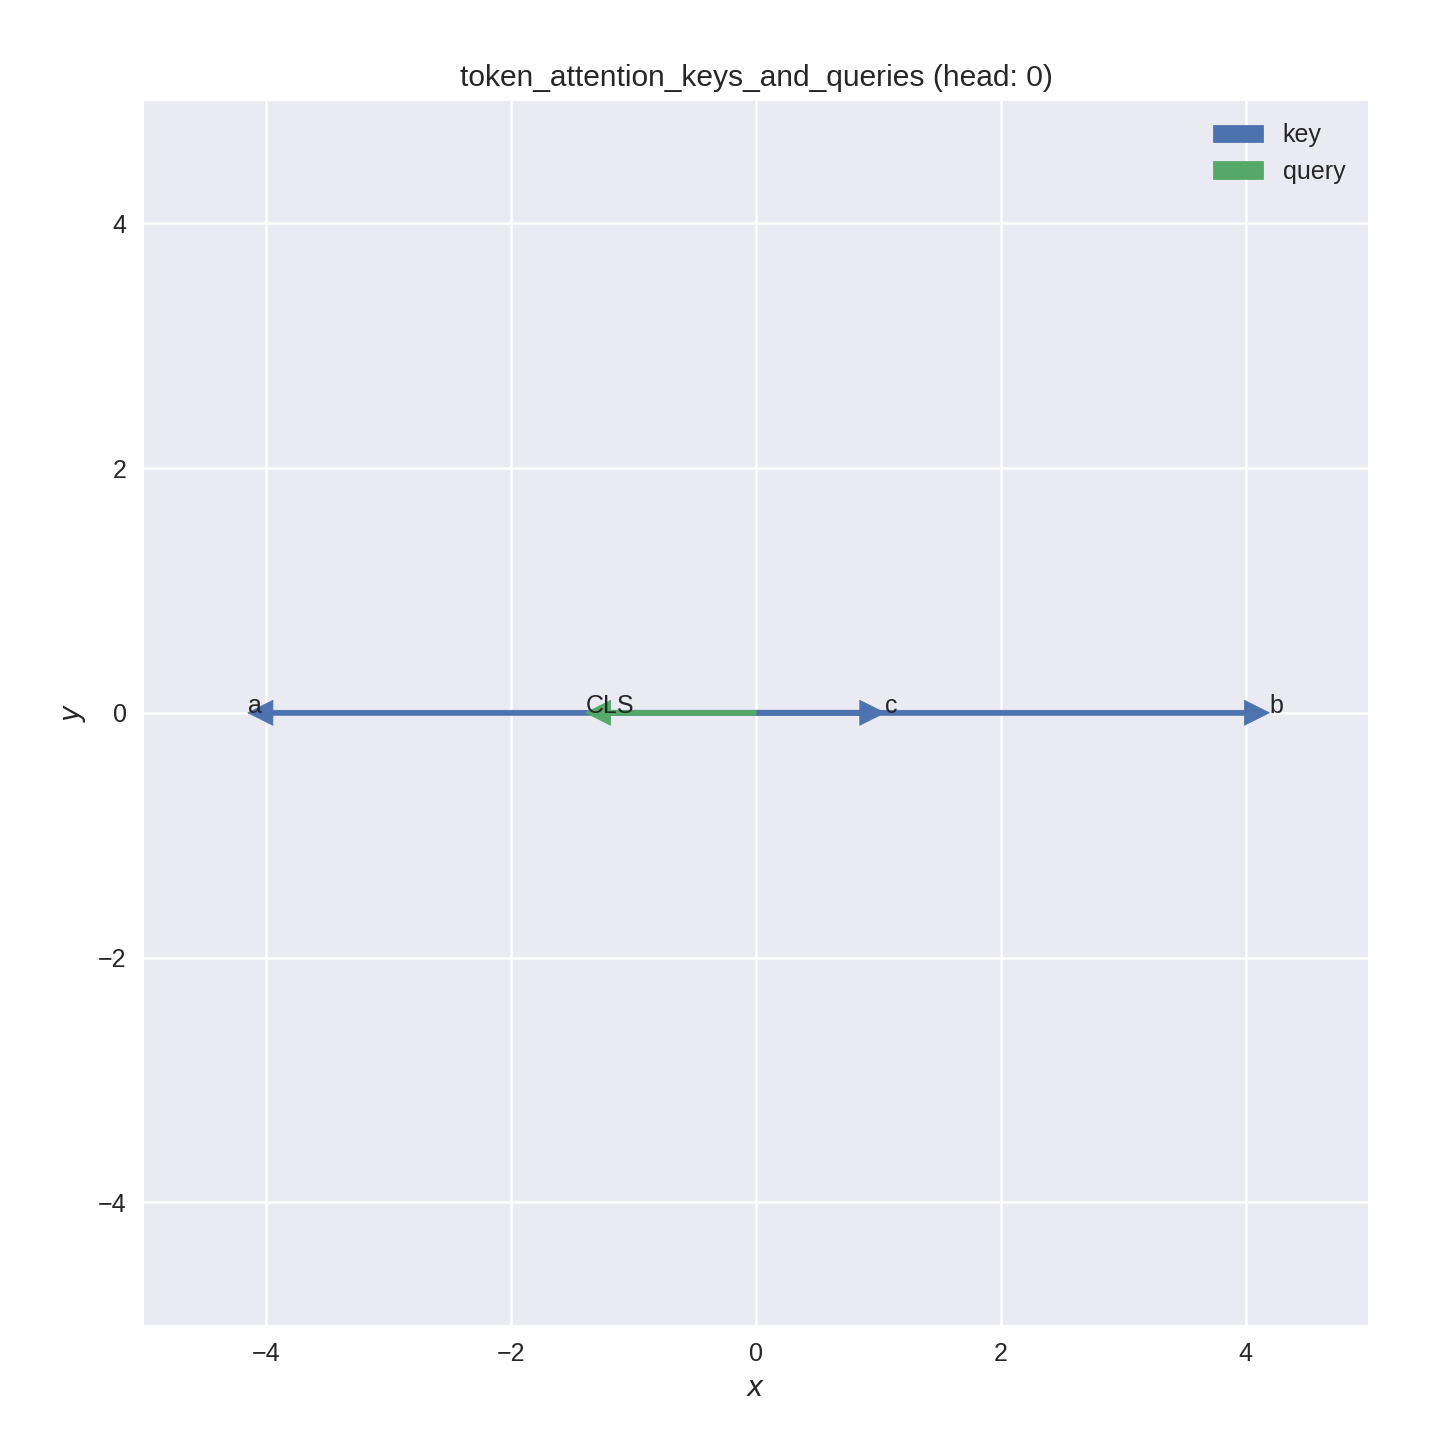 token_attention_keys_and_queries (head: 0)
key
query
4
2
a CLS c b
y 0
−2
−4
−4 −2 0 2 4
x